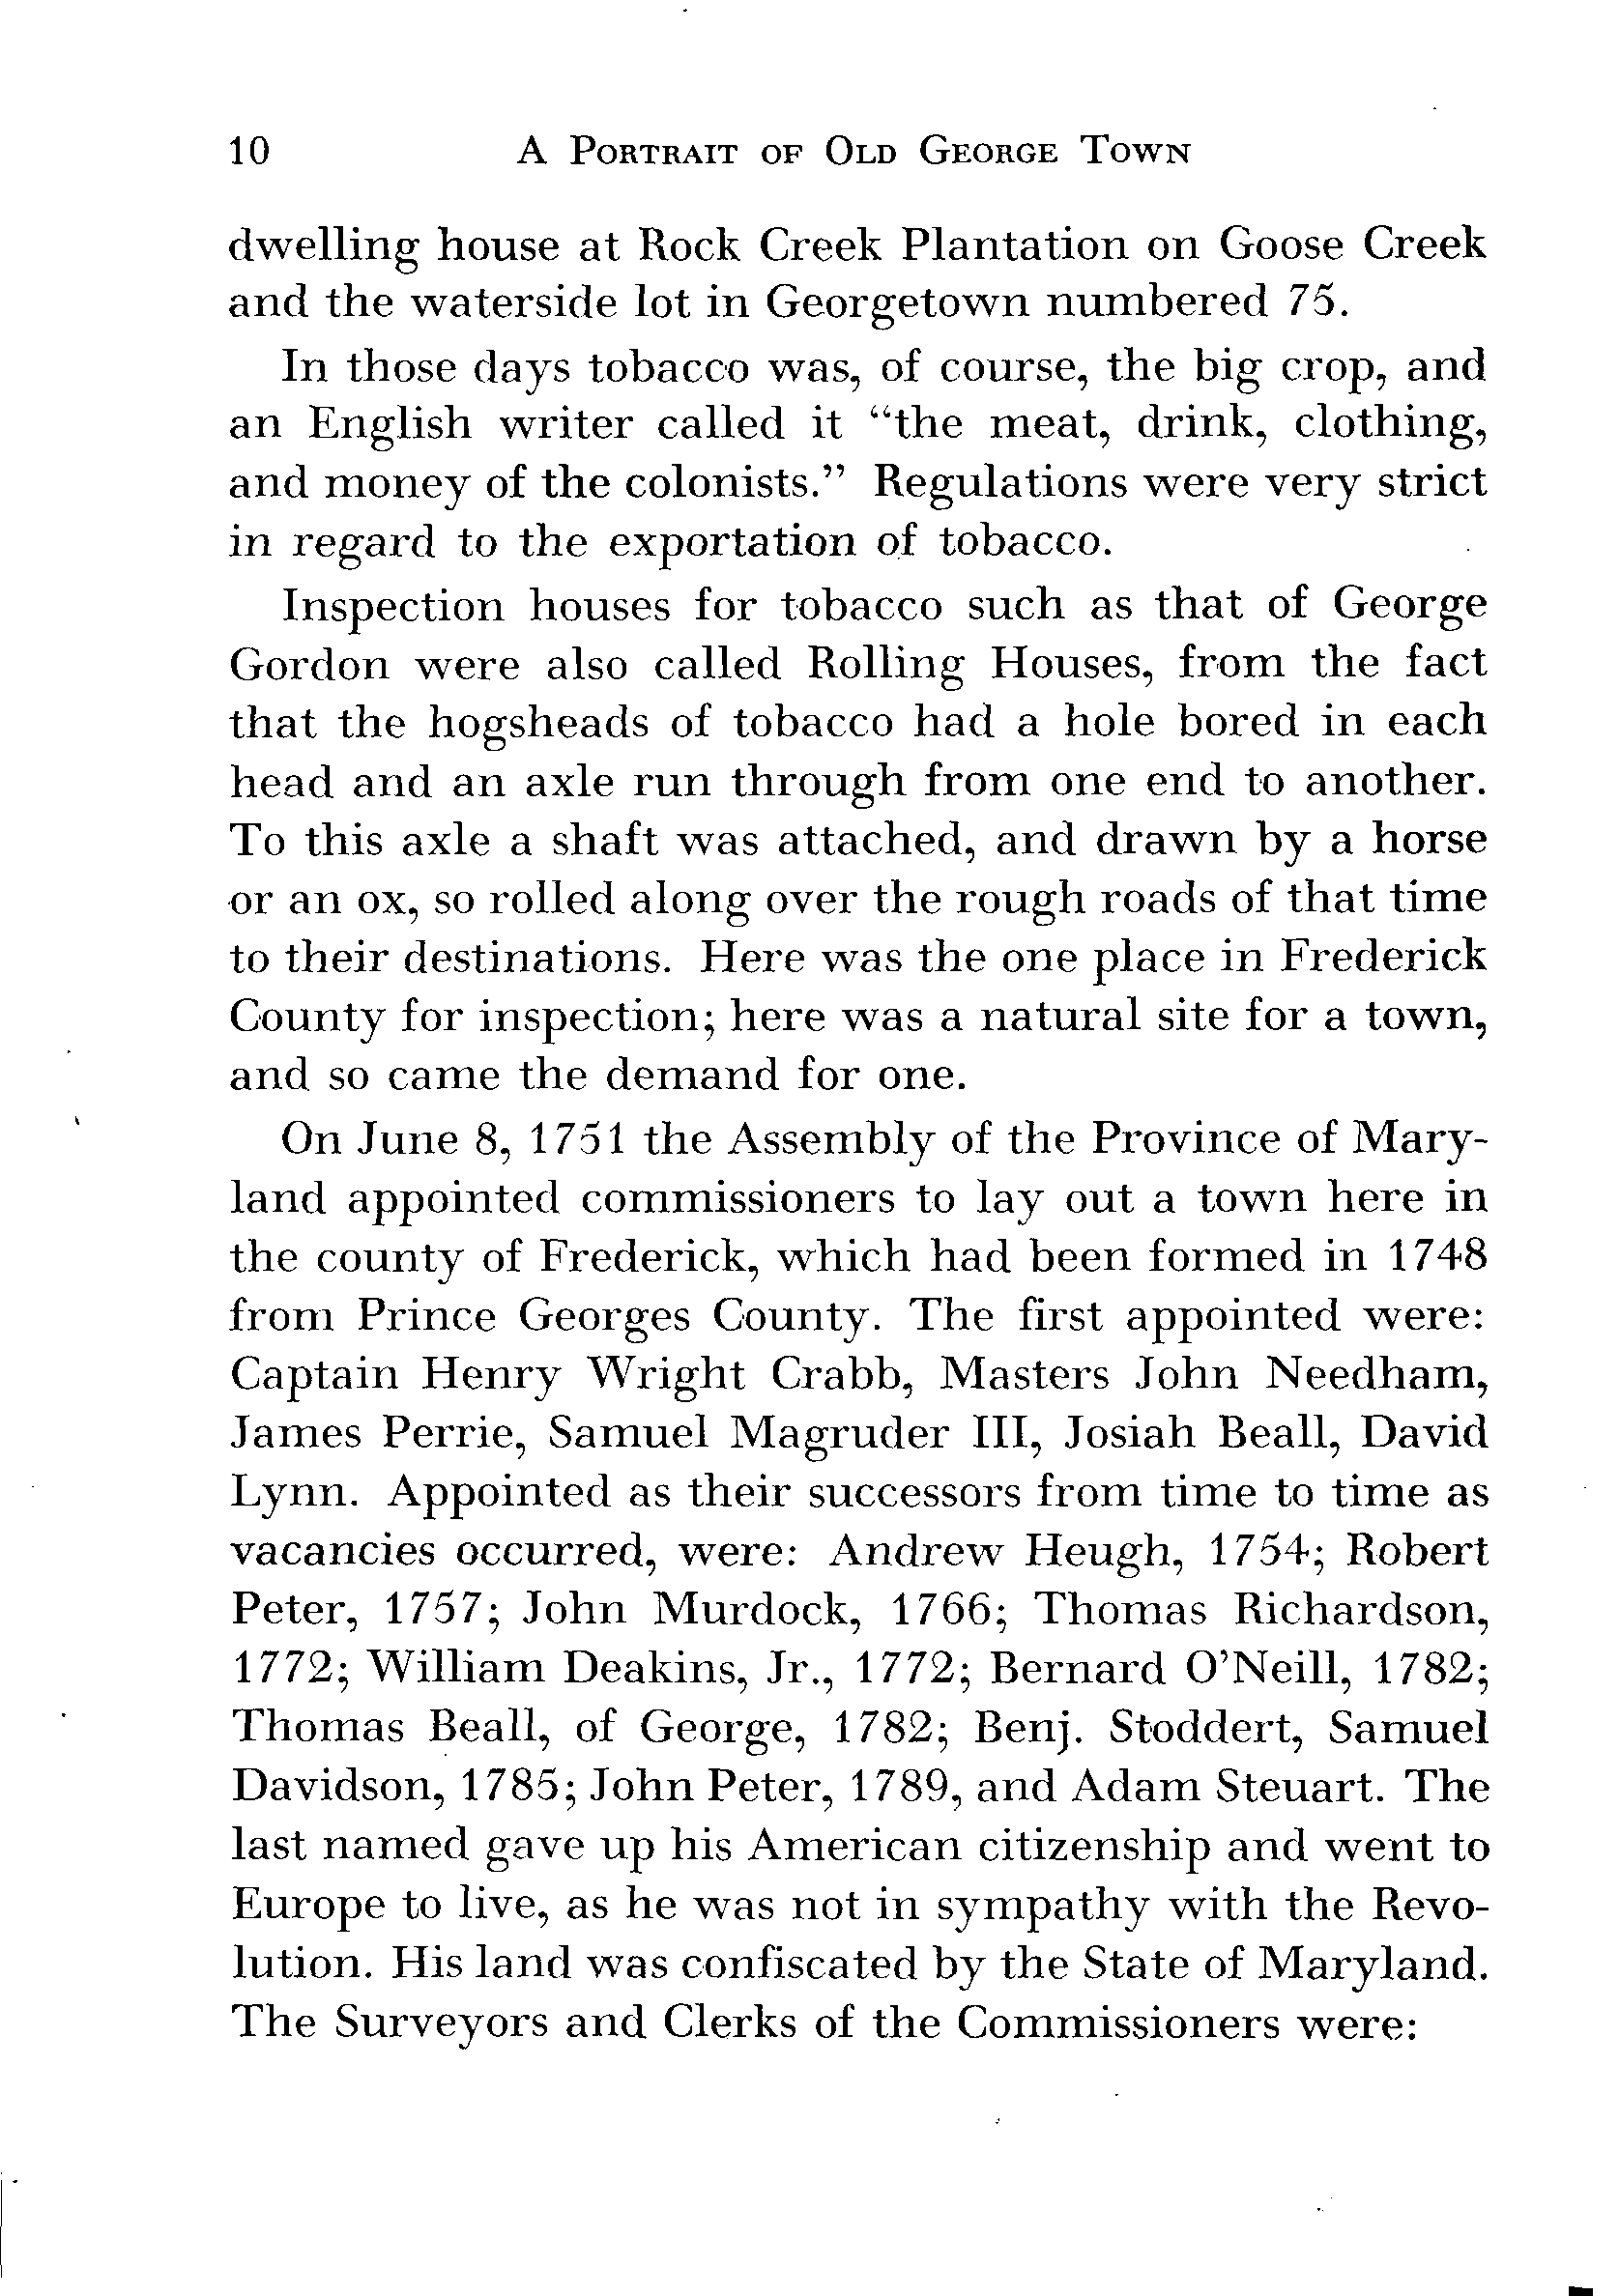 10 A Portrait of Old George Town
dwelling house at Rock Creek Plantation on Goose Creek
and the waterside lot in Georgetown numbered 75.
In those days tobacco was, of course, the big crop, and
an English writer called it “the meat, drink, clothing,
and money of the colonists.” Regulations were very strict
in regard to the exportation of tobacco.
Inspection houses for tobacco such as that of George
Gordon were also called Rolling Houses, from the fact
that the hogsheads of tobacco had a hole bored in each
head and an axle run through from one end to another.
To this axle a shaft was attached, and drawn by a horse
or an ox, so rolled along over the rough roads of that time
to their destinations. Here was the one place in Frederick
County for inspection; here was a natural site for a town,
and so came the demand for one.
On June 8, 1751 the Assembly of the Province of Mary-
land appointed commissioners to lay out a town here in
the county of Frederick, which had been formed in 1748
from Prince Georges County. The first appointed were:
Captain Henry Wright Crabb, Masters John Needham,
James Perrie, Samuel Magruder III, Josiah Beall, David
Lynn. Appointed as their successors from time to time as
vacancies occurred, were: Andrew Heugh, 1754; Robert
Peter, 1757; John Murdock, 1766; Thomas Richardson,
1772; William Deakins, Jr., 1772; Bernard O’Neill, 1782;
Thomas Beall, of George, 1782; Benj. Stoddert, Samuel
Davidson, 1785; John Peter, 1789, and Adam Steuart. The
last named gave up his American citizenship and went to
Europe to live, as he was not in sympathy with the Revo-
lution. His land was confiscated by the State of Maryland.
The Surveyors and Clerks of the Commissioners were: